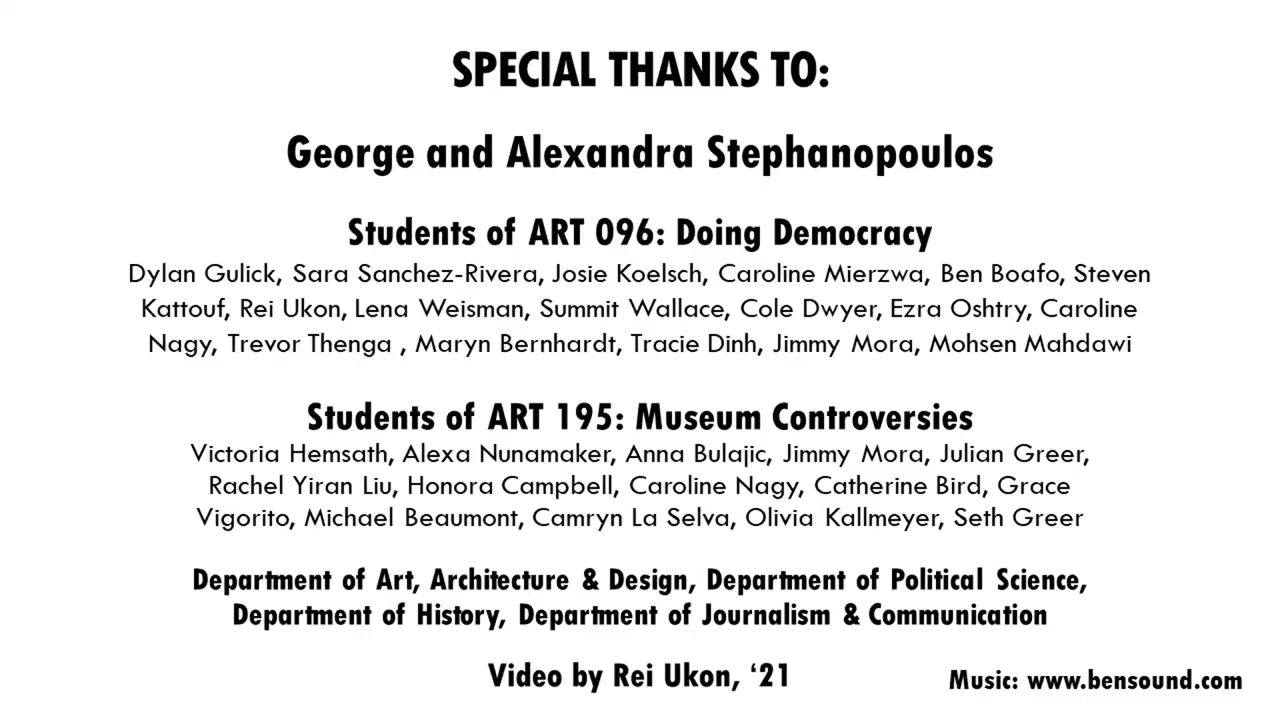 SPECIAL THANKS TO:
George and Alexandra Stephanopoulos
Students of ART 096: Doing Democracy
Dylan Gulick, Sara Sanchez-Rivera, Josie Koelsch, Caroline Mierzwa, Ben Boafo, Steven
Kattouf, Rei Ukon, Lena Weisman, Summit Wallace, Cole Dwyer, Ezra Oshtry, Caroline
Nagy, Trevor Thenga , Maryn Bernhardt, Tracie Dinh, Jimmy Mora, Mohsen Mahdawi
Students of ART 195: Museum Controversies
Victoria Hemsath, Alexa Nunamaker, Anna Bulajic, Jimmy Mora, Julian Greer,
Rachel Yiran Liu, Honora Campbell, Caroline Nagy, Catherine Bird, Grace
Vigorito, Michael Beaumont, Camryn La Selva, Olivia Kallmeyer, Seth Greer
Department of Art, Architecture & Design, Department of Political Science,
Department of History, Department of Journalism & Communication
Video by Rei Ukon, ‘21
Music: www.bensound.com